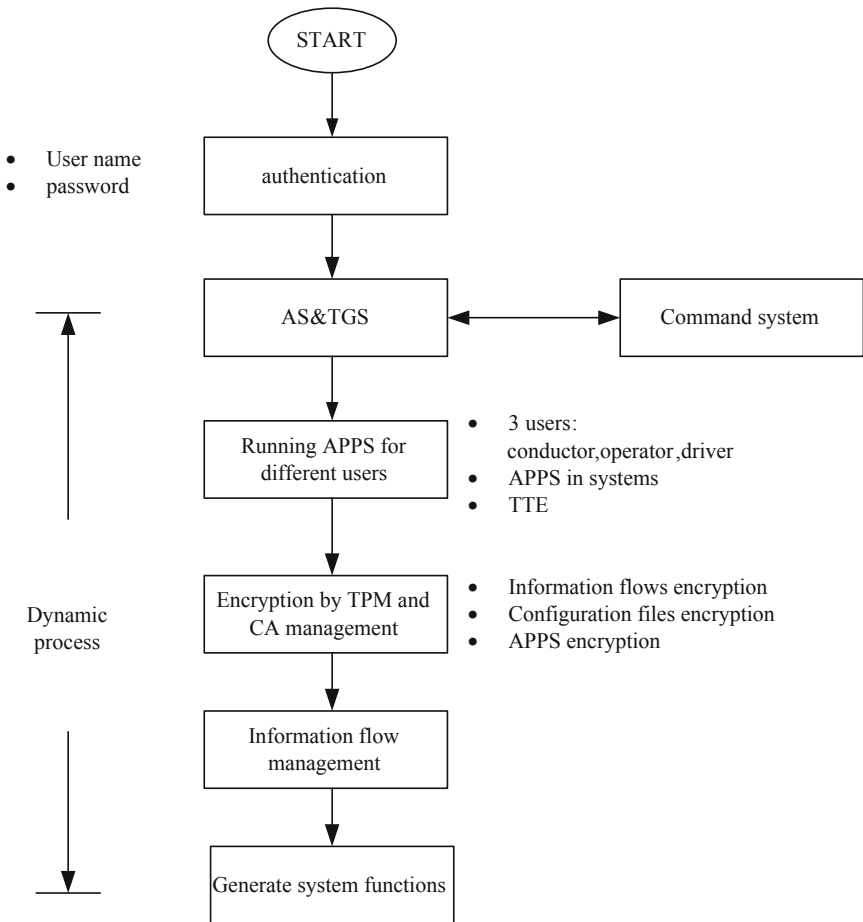 START
• User name
• password
authentication
AS&TGS
Command system
Running APPS for
different users
• 3 users:
conductor,operator,driver
• APPS in systems
• TTE
Encryption by TPM and
CA management
• Information flows encryption
• Configuration files encryption
• APPS encryption
Dynamic
process
Information flow
management
Generate system functions